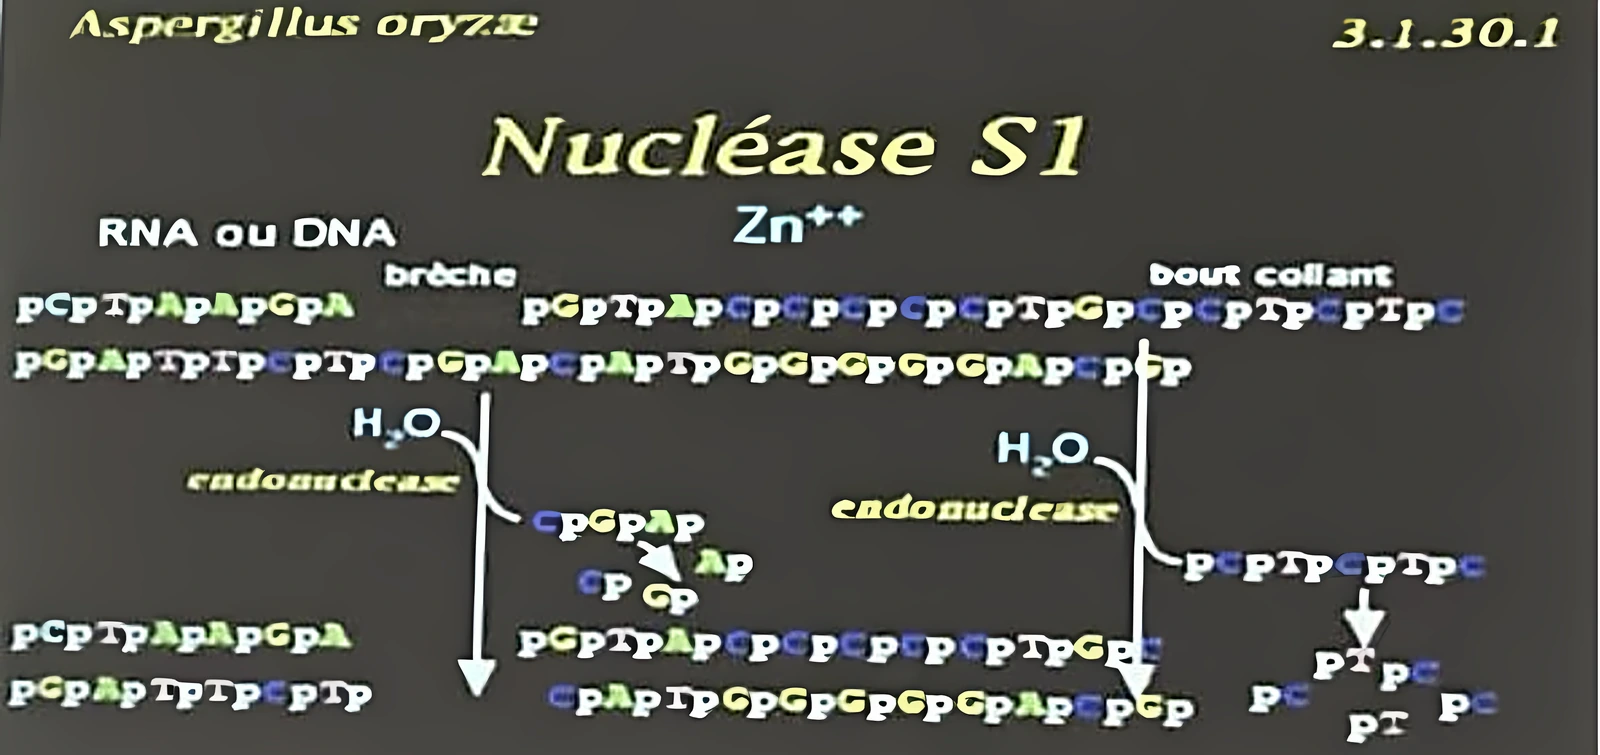 Aspergillus oryzæ 3.1.30.1
Nucléase S1
Zn++
RNA ou DNA
brèche
bout collant
pCpTpApApGpA pGpTpApCpCpCpCpCpTpGpCpCpTpCpTpC
pGpApTpTpCpTpCpGpApCpApTpGpGpGpGpGpApCpGp
H2O
H2O
endonuclease
endonuclease
CpGpAp
Ap
Cp
Gp
pCpTpCpTpC
pCpTpApApGpA pGpTpApCpCpCpCpCpTpGpC
pT
pC
pGpApTpTpCpTp CpApTpGpGpGpGpGpApCpGp
pC
pC
pT